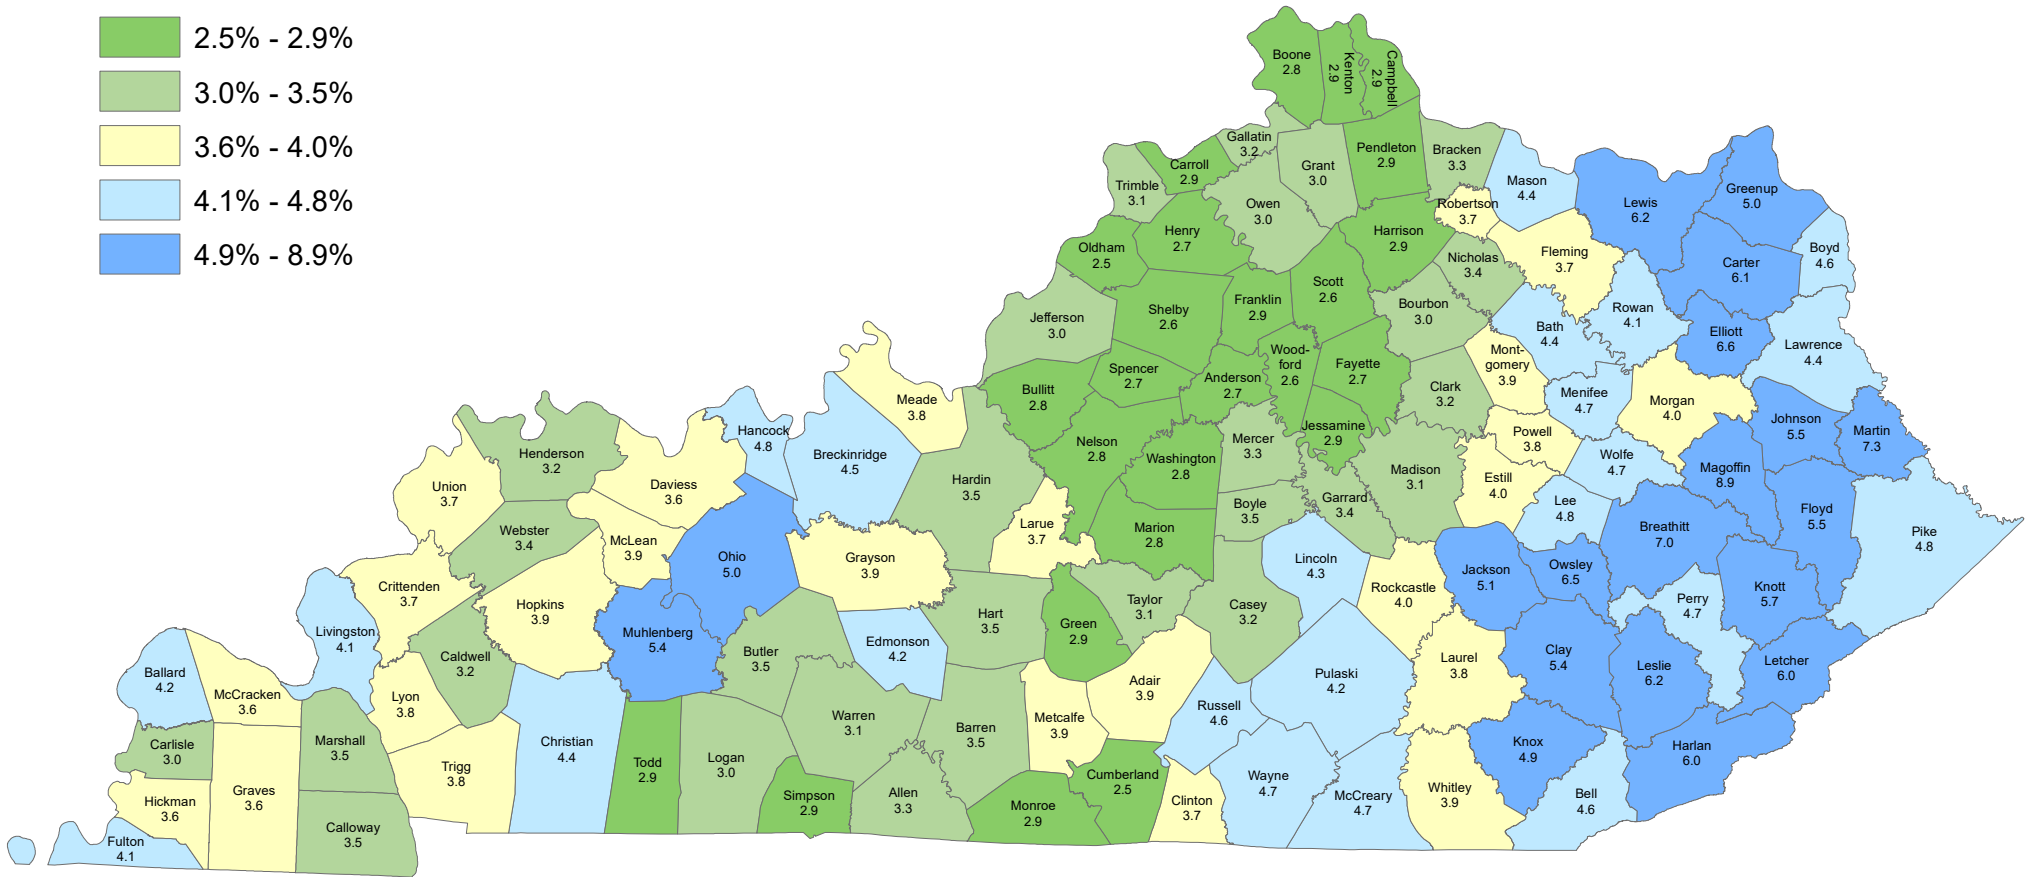 2.5% - 2.9%
3.0% - 3.5%
3.6% - 4.0%
4.1% - 4.8%
4.9% - 8.9%
Boone
2.8
Kenton
2.9
Campbell
2.9
Gallatin
3.2
Carroll
2.9
Trimble
3.1
Grant
3.0
Pendleton
2.9
Bracken
3.3
Mason
4.4
Robertson
3.7
Lewis
6.2
Greenup
5.0
Owen
3.0
Henry
2.7
Oldham
2.5
Harrison
2.9
Nicholas
3.4
Fleming
3.7
Carter
6.1
Boyd
4.6
Jefferson
3.0
Shelby
2.6
Franklin
2.9
Scott
2.6
Bourbon
3.0
Bath
4.4
Rowan
4.1
Elliott
6.6
Lawrence
4.4
Bullitt
2.8
Spencer
2.7
Anderson
2.7
Wood-
ford
2.6
Fayette
2.7
Clark
3.2
Mont-
gomery
3.9
Menifee
4.7
Morgan
4.0
Johnson
5.5
Martin
7.3
Meade
3.8
Hancock
4.8
Breckinridge
4.5
Hardin
3.5
Nelson
2.8
Washington
2.8
Mercer
3.3
Jessamine
2.9
Madison
3.1
Powell
3.8
Estill
4.0
Wolfe
4.7
Magoffin
8.9
Floyd
5.5
Pike
4.8
Henderson
3.2
Union
3.7
Daviess
3.6
Webster
3.4
McLean
3.9
Ohio
5.0
Grayson
3.9
Larue
3.7
Marion
2.8
Boyle
3.5
Garrard
3.4
Lee
4.8
Breathitt
7.0
Lincoln
4.3
Rockcastle
4.0
Jackson
5.1
Owsley
6.5
Knott
5.7
Perry
4.7
Crittenden
3.7
Hopkins
3.9
Muhlenberg
5.4
Butler
3.5
Edmonson
4.2
Hart
3.5
Green
2.9
Taylor
3.1
Casey
3.2
Livingston
4.1
Caldwell
3.2
Lyon
3.8
Ballard
4.2
McCracken
3.6
Adair
3.9
Russell
4.6
Pulaski
4.2
Laurel
3.8
Clay
5.4
Leslie
6.2
Letcher
6.0
Carlisle
3.0
Marshall
3.5
Graves
3.6
Hickman
3.6
Fulton
4.1
Calloway
3.5
Trigg
3.8
Christian
4.4
Todd
2.9
Logan
3.0
Warren
3.1
Simpson
2.9
Allen
3.3
Barren
3.5
Metcalfe
3.9
Monroe
2.9
Cumberland
2.5
Clinton
3.7
Wayne
4.7
McCreary
4.7
Whitley
3.9
Knox
4.9
Bell
4.6
Harlan
6.0